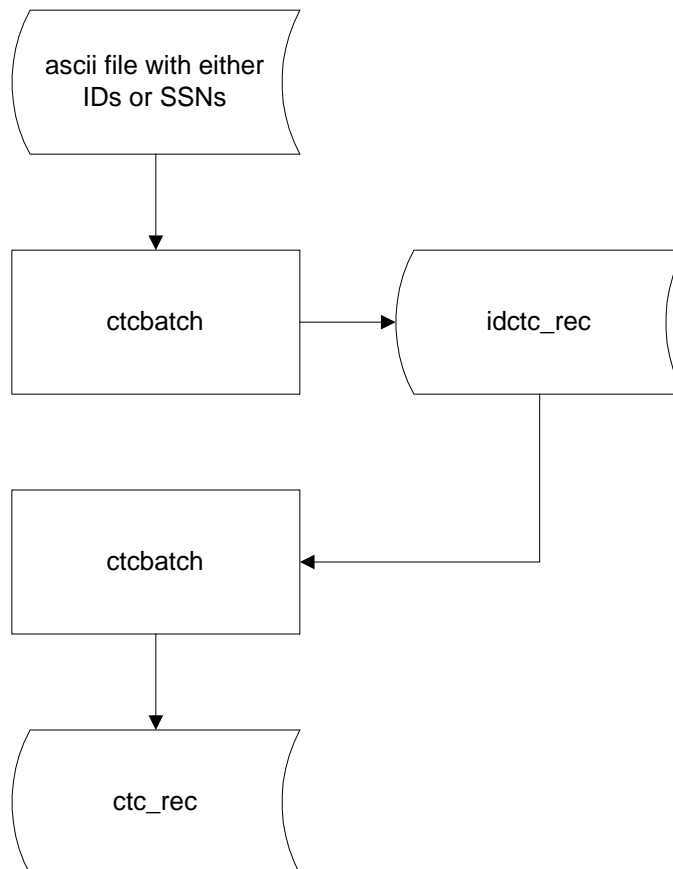 ascii file with either
IDs or SSNs
ctcbatch
idctc_rec
ctcbatch
ctc_rec